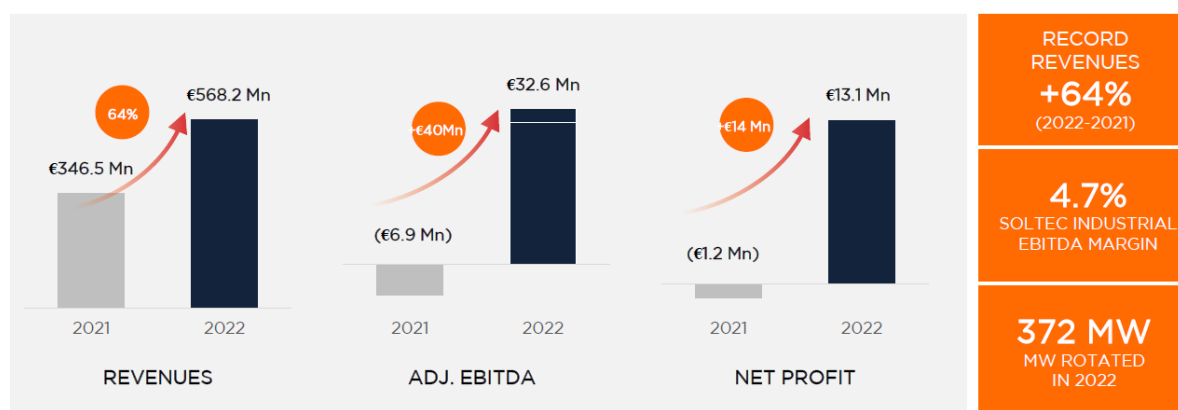 64%
€568.2 Mn
€346.5 Mn
2021 2022
REVENUES
+€40Mn
€32.6 Mn
(€6.9 Mn)
2021 2022
ADJ. EBITDA
+€14 Mn
€13.1 Mn
(€1.2 Mn)
2021 2022
NET PROFIT
RECORD
REVENUES
+64%
(2022-2021)
4.7%
SOLTEC INDUSTRIAL
EBITDA MARGIN
372 MW
MW ROTATED
IN 2022